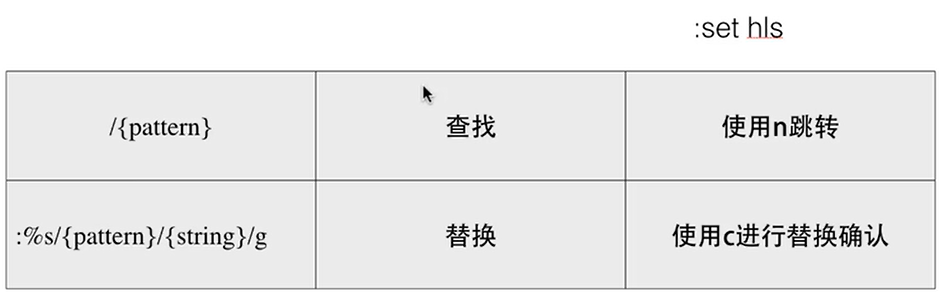 :set hls
/{pattern}
查找
使用n跳转
:%s/{pattern}/{string}/g
替换
使用c进行替换确认